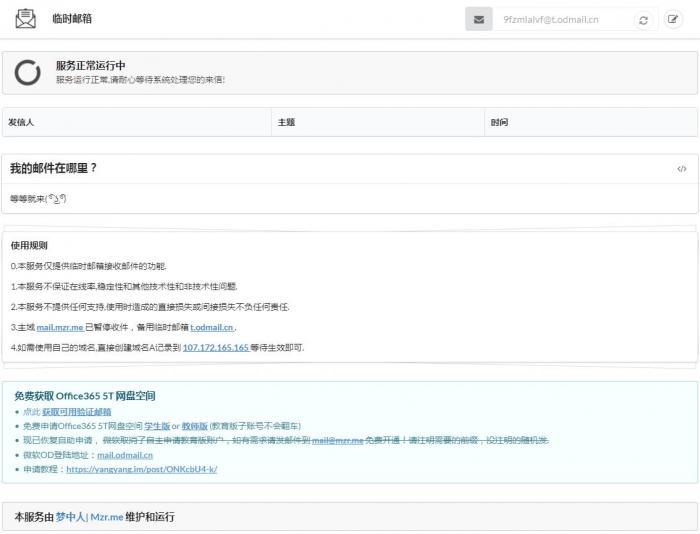 临时邮箱
9fzmlalvf@t.odmail.cn
服务正常运行中
服务运行正常,请耐心等待系统处理您的来信!
发信人 主题 时间
我的邮件在哪里？
等等就来( ͡° ͜ʖ ͡°)
使用规则
0.本服务仅提供临时邮箱接收邮件的功能.
1.本服务不保证在线率,稳定性和其他技术性和非技术性问题.
2.本服务不提供任何支持,使用时造成的直接损失或间接损失不负任何责任.
3.主域 mail.mzr.me 已暂停收件，备用临时邮箱 t.odmail.cn .
4.如需使用自己的域名,直接创建域名A记录到 107.172.165.165 等待生效即可.
免费获取 Office365 5T 网盘空间
点此 获取可用验证邮箱
免费申请Office365 5T网盘空间 学生版 or 教师版 (教育版子账号不会翻车)
现已恢复自助申请， 微软取消了自主申请教育版账户，如有需求请发邮件到 mail@mzr.me 免费开通！请注明需要的前缀，没注明的随机发.
微软OD登陆地址：mail.odmail.cn
申请教程：https://yangyang.im/post/ONKcbU4-k/
本服务由 梦中人| Mzr.me 维护和运行